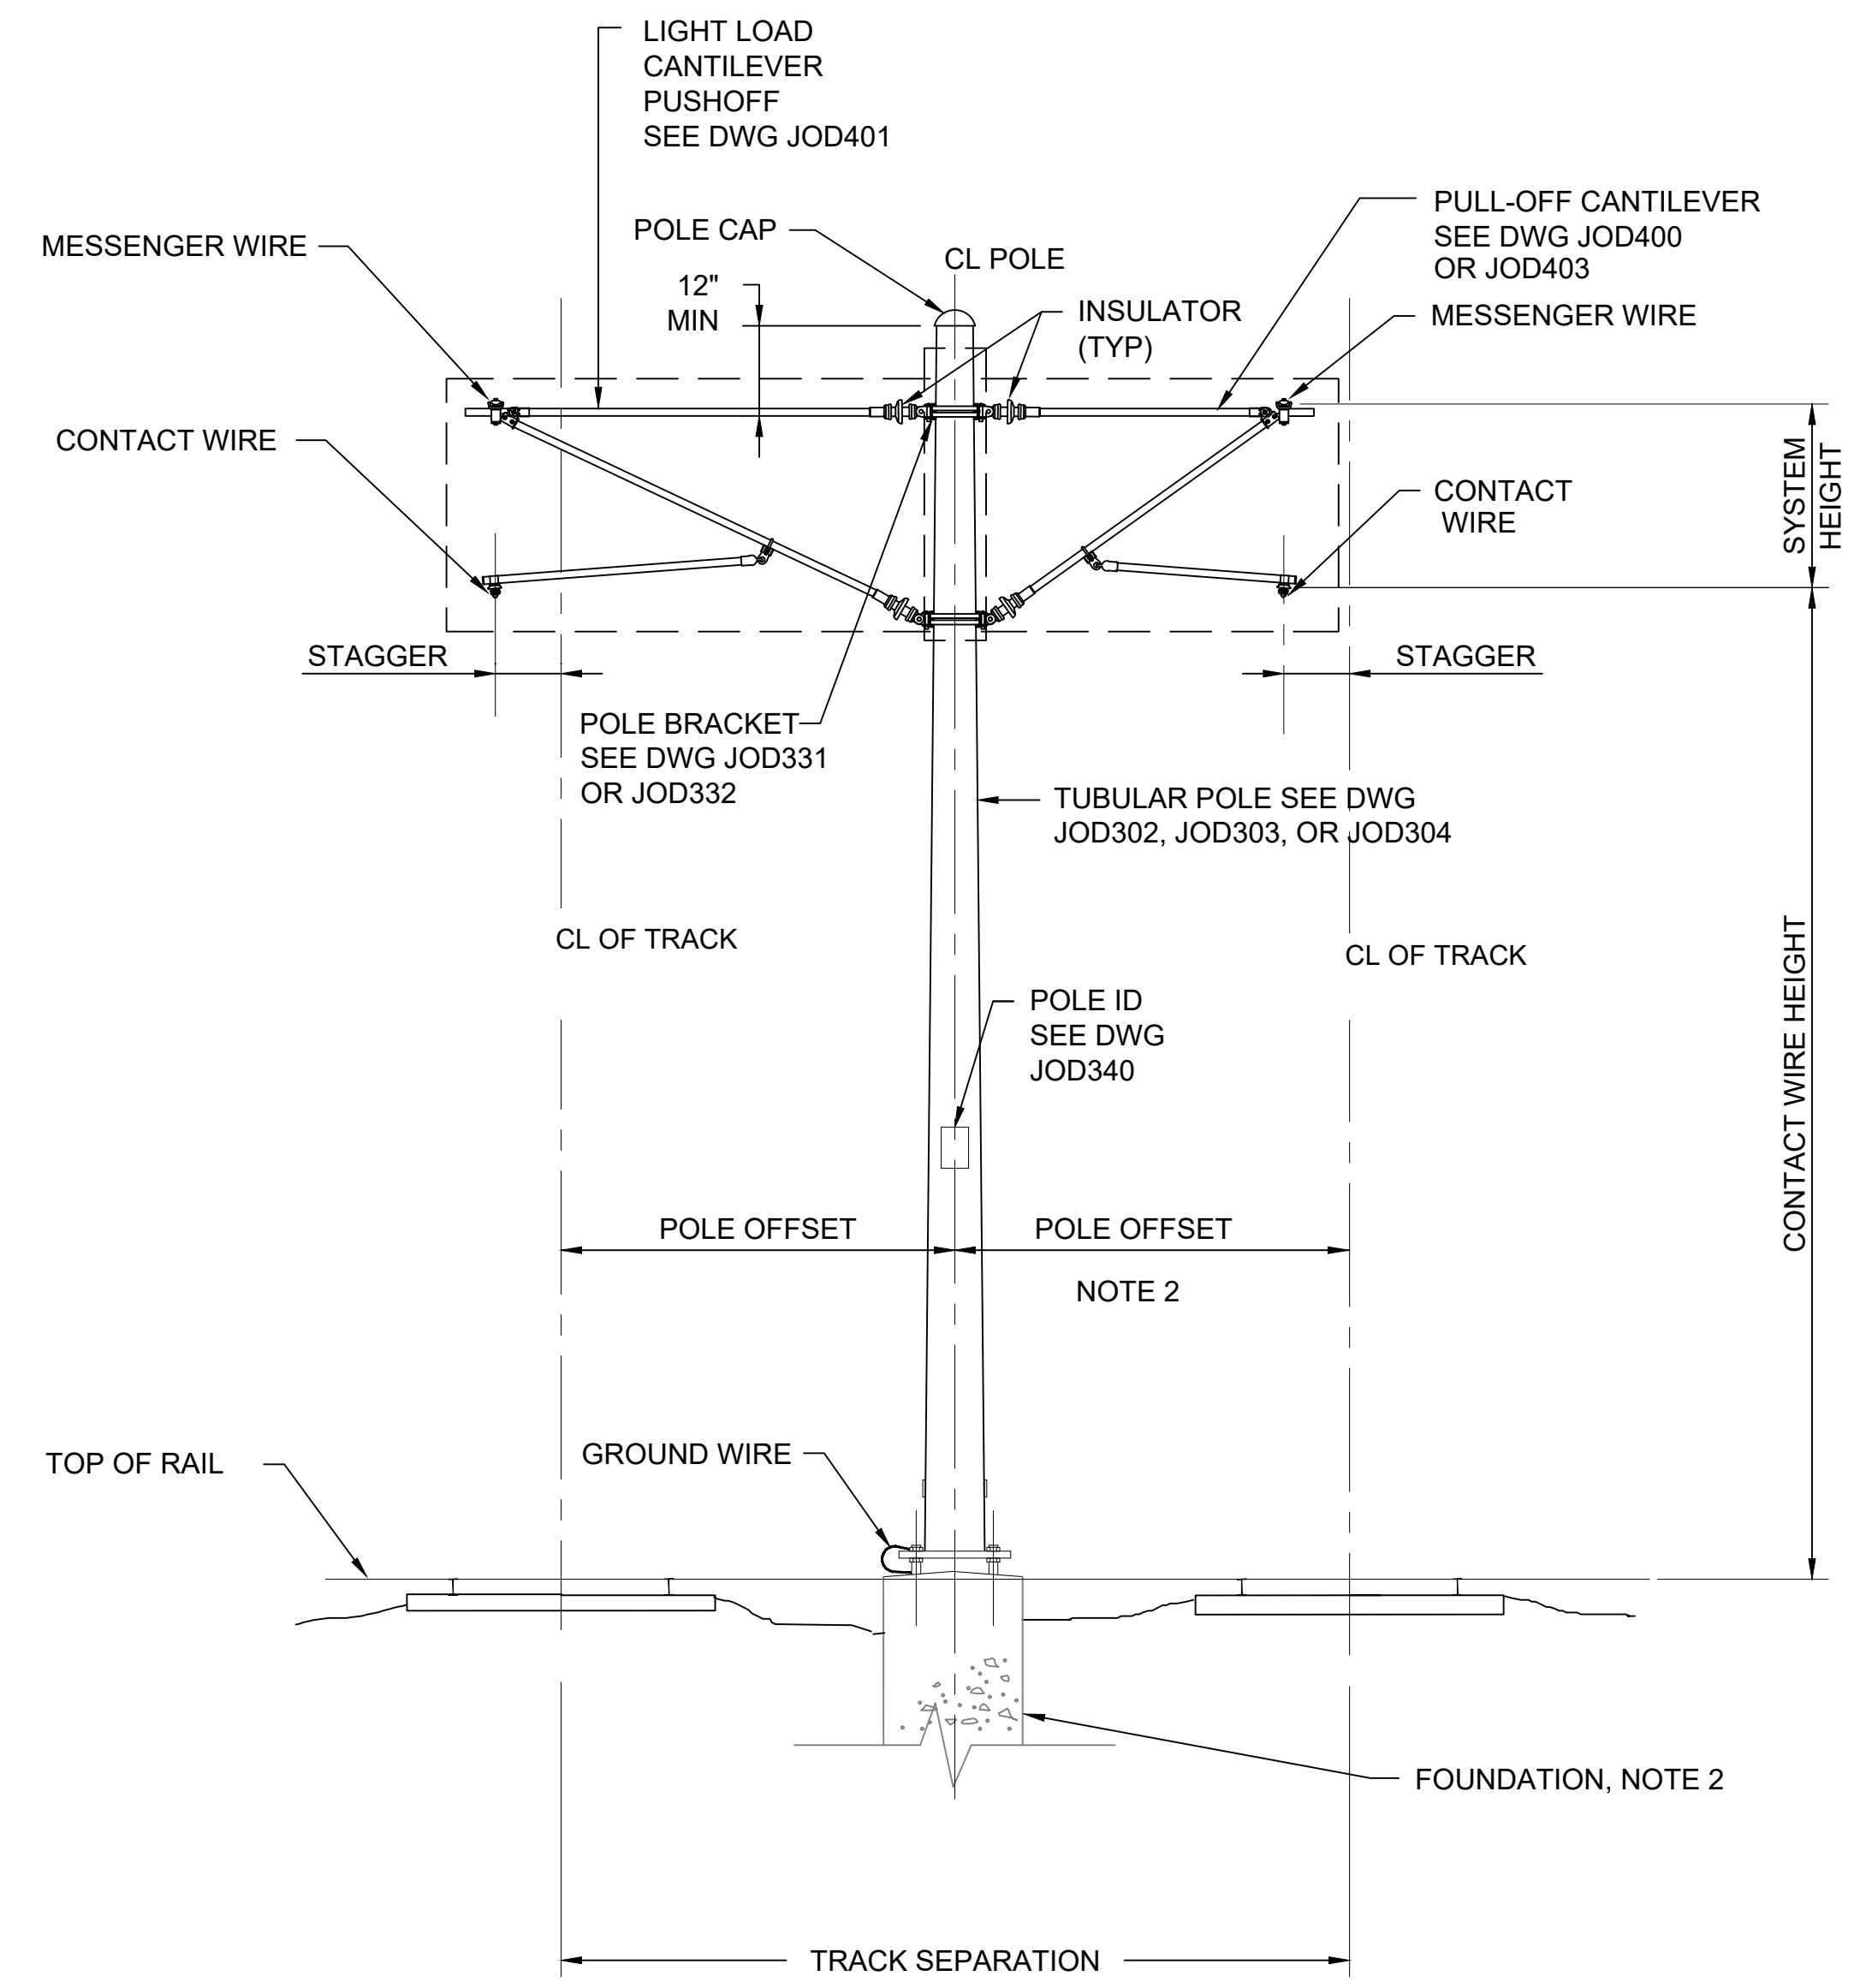 LIGHT LOAD
CANTILEVER
PUSHOFF
SEE DWG JOD401
PULL-OFF CANTILEVER
SEE DWG JOD400
OR JOD403
POLE CAP
MESSENGER WIRE
CL POLE
12"
MIN
INSULATOR
(TYP)
MESSENGER WIRE
CONTACT WIRE
CONTACT
WIRE
SYSTEM
HEIGHT
STAGGER
STAGGER
POLE BRACKET
SEE DWG JOD331
OR JOD332
TUBULAR POLE SEE DWG
JOD302, JOD303, OR JOD304
CL OF TRACK
CL OF TRACK
CONTACT WIRE HEIGHT
POLE ID
SEE DWG
JOD340
POLE OFFSET
POLE OFFSET
NOTE 2
GROUND WIRE
TOP OF RAIL
FOUNDATION, NOTE 2
TRACK SEPARATION